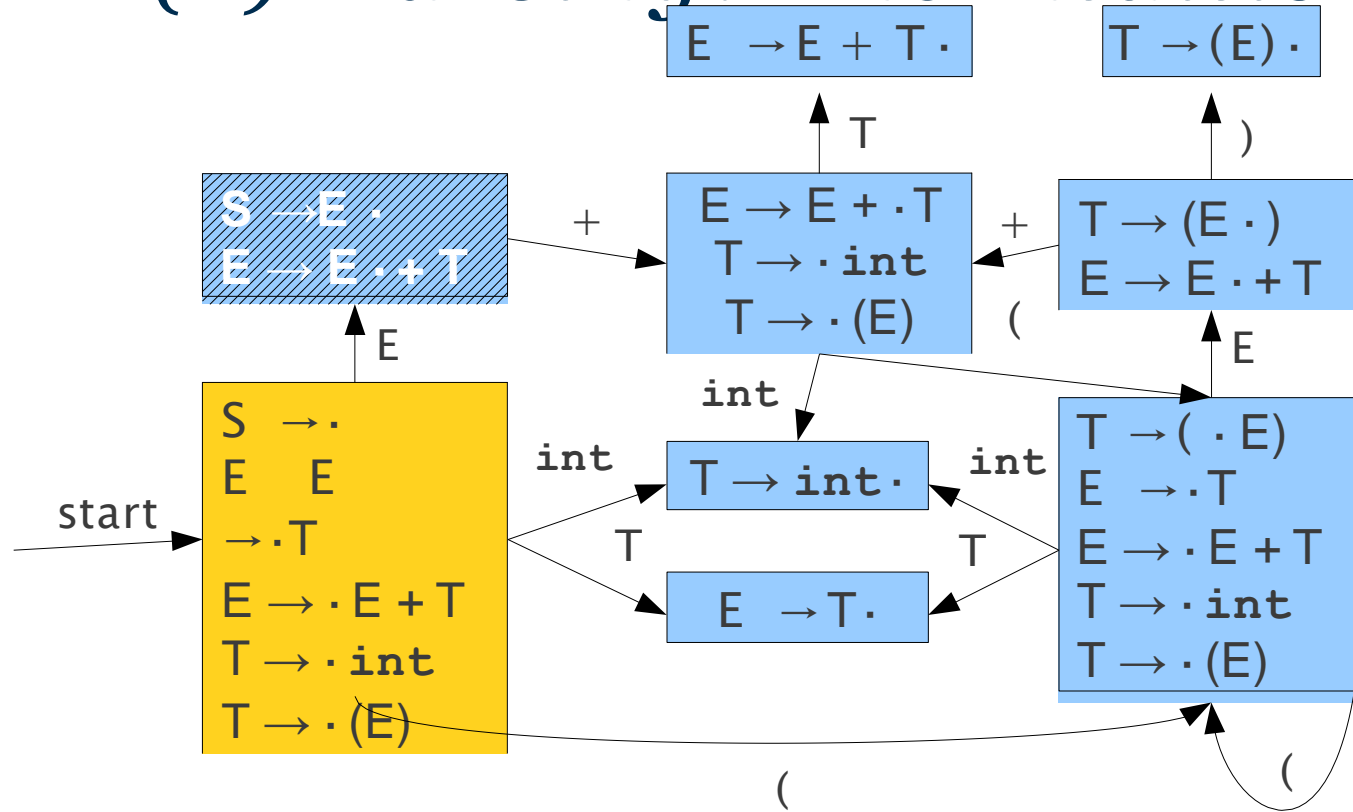 E → E + T ·
T → (E) ·
T
)
S → E ·
E → E · + T
+
E → E + · T
T → · int
T → · (E)
+
T → (E · )
E → E · + T
(
E
E
int
S → ·
E E
→ · T
E → · E + T
T → · int
T → · (E)
start
int
T → int ·
int
T
T
E → T ·
T → ( · E)
E → · T
E → · E + T
T → · int
T → · (E)
(
(